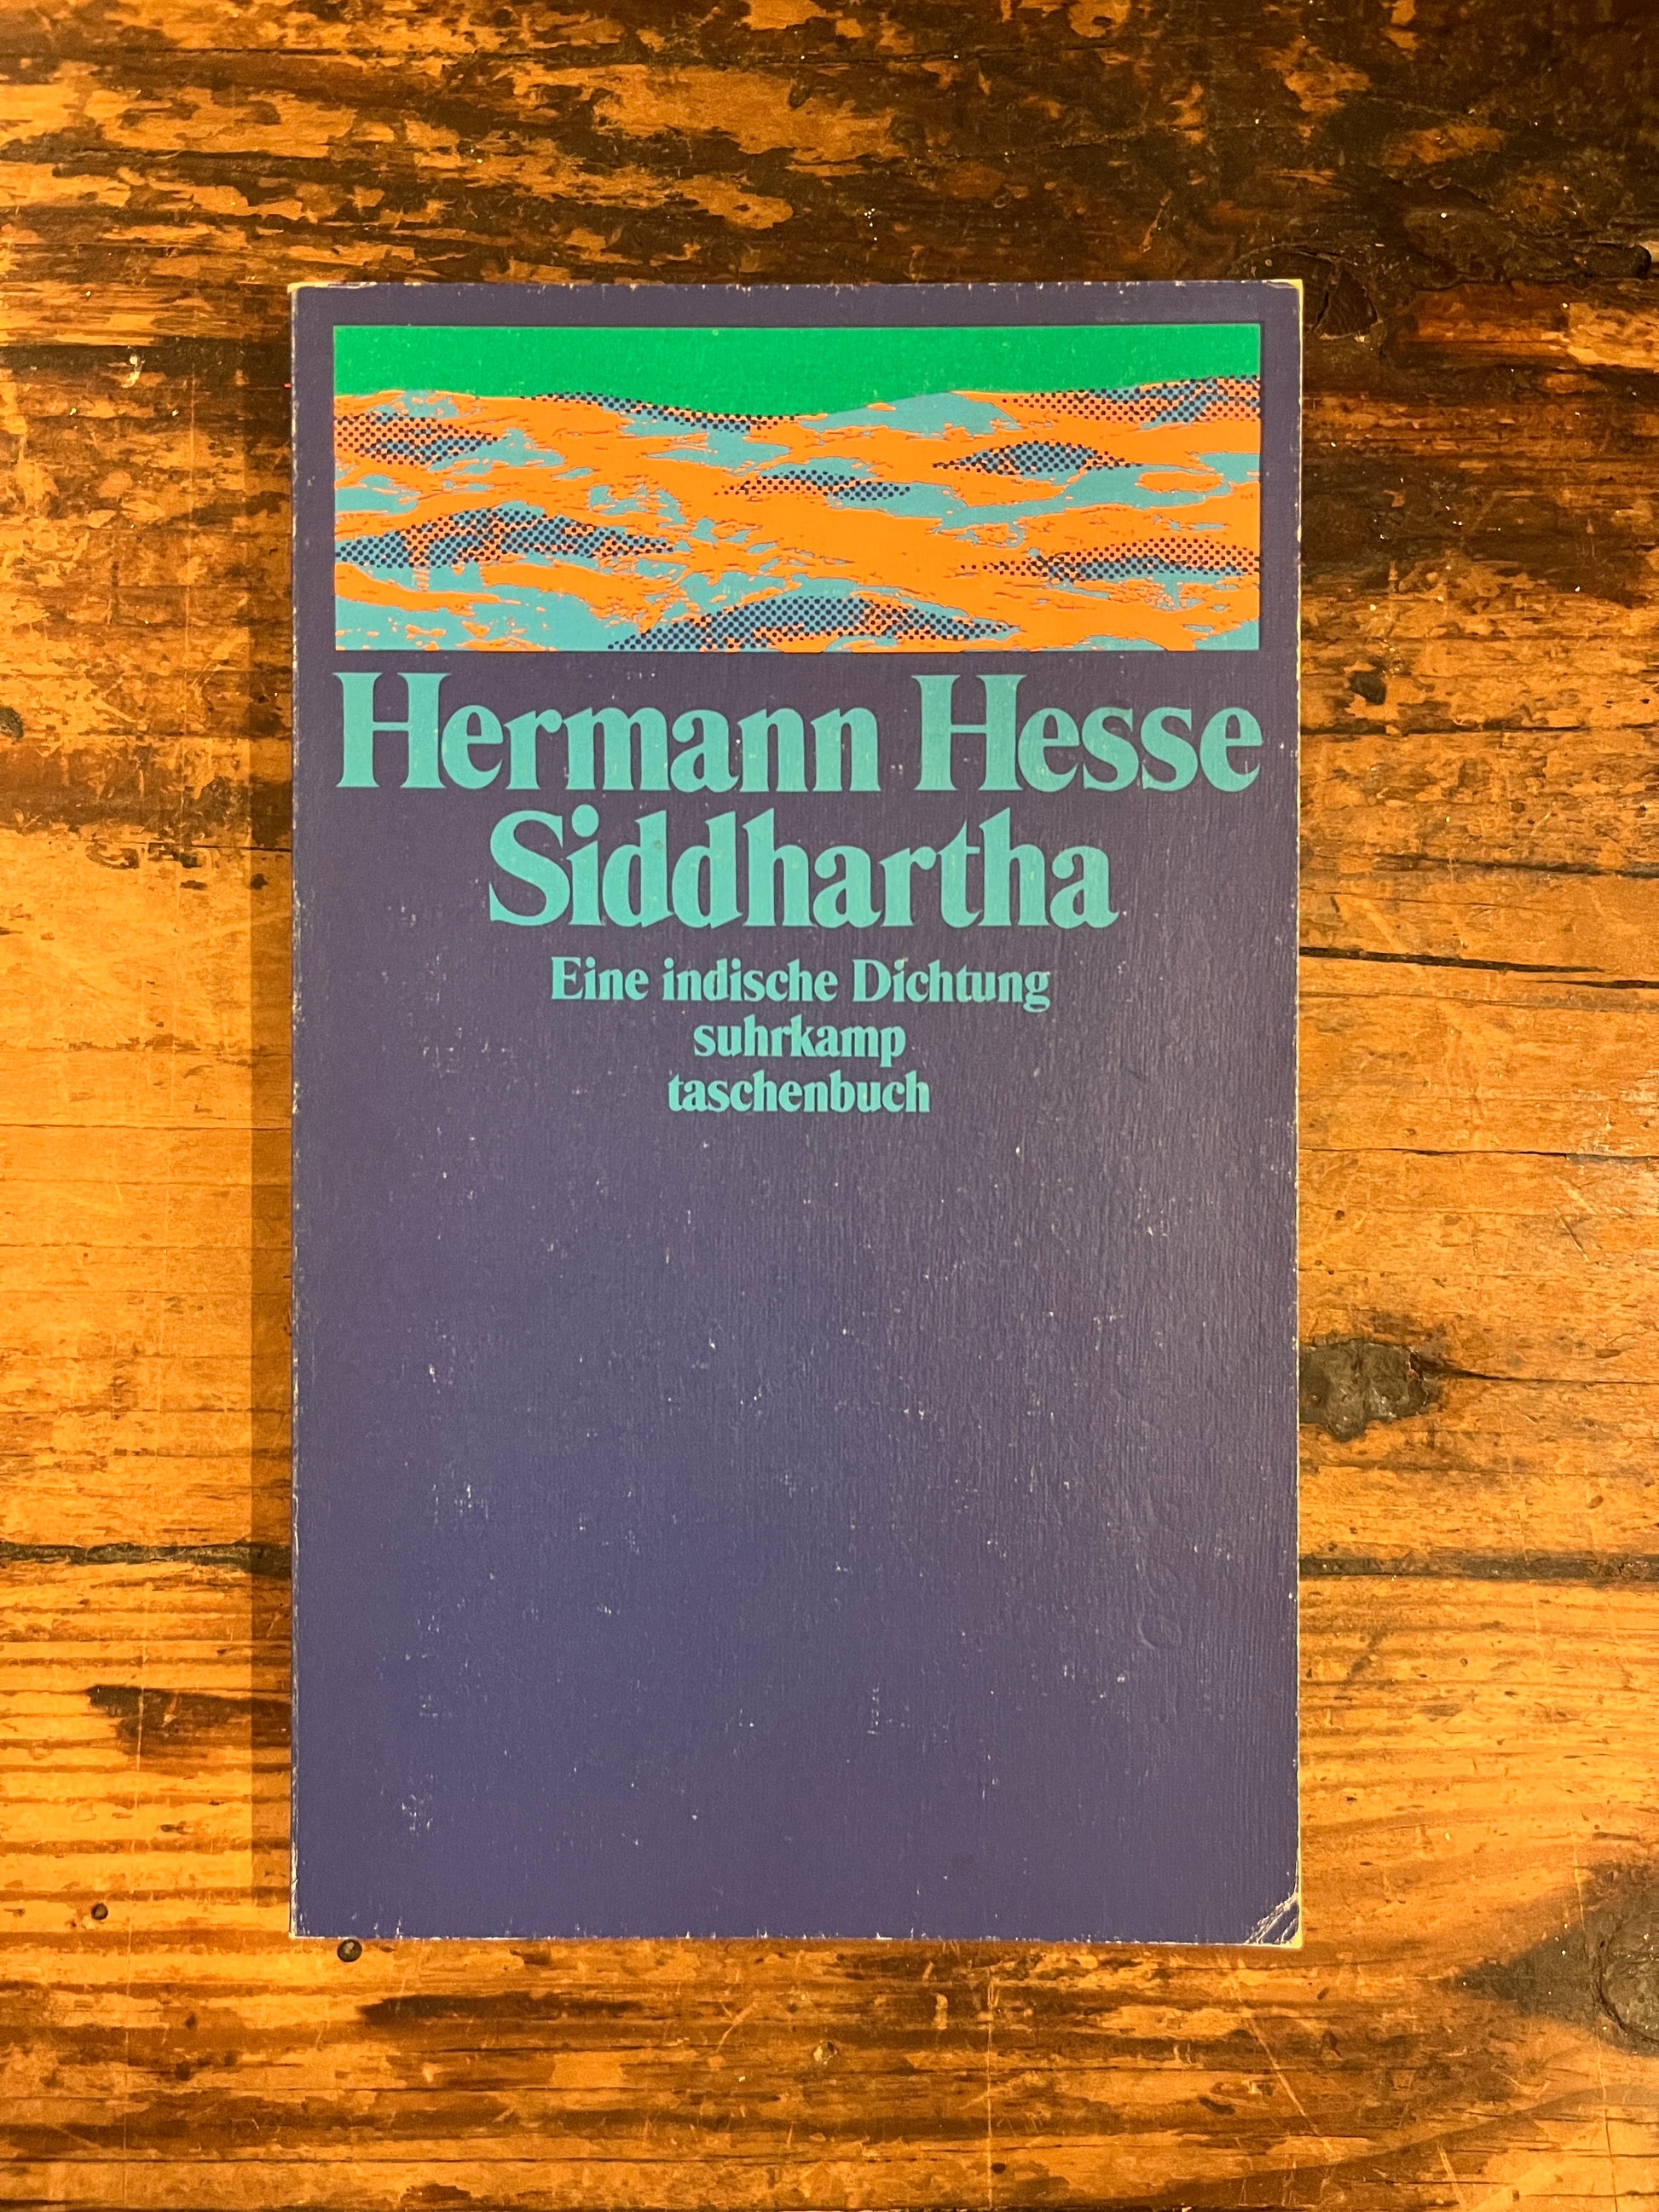 Hermann Hesse
Siddhartha
Eine indische Dichtung
suhrkamp
taschenbuch